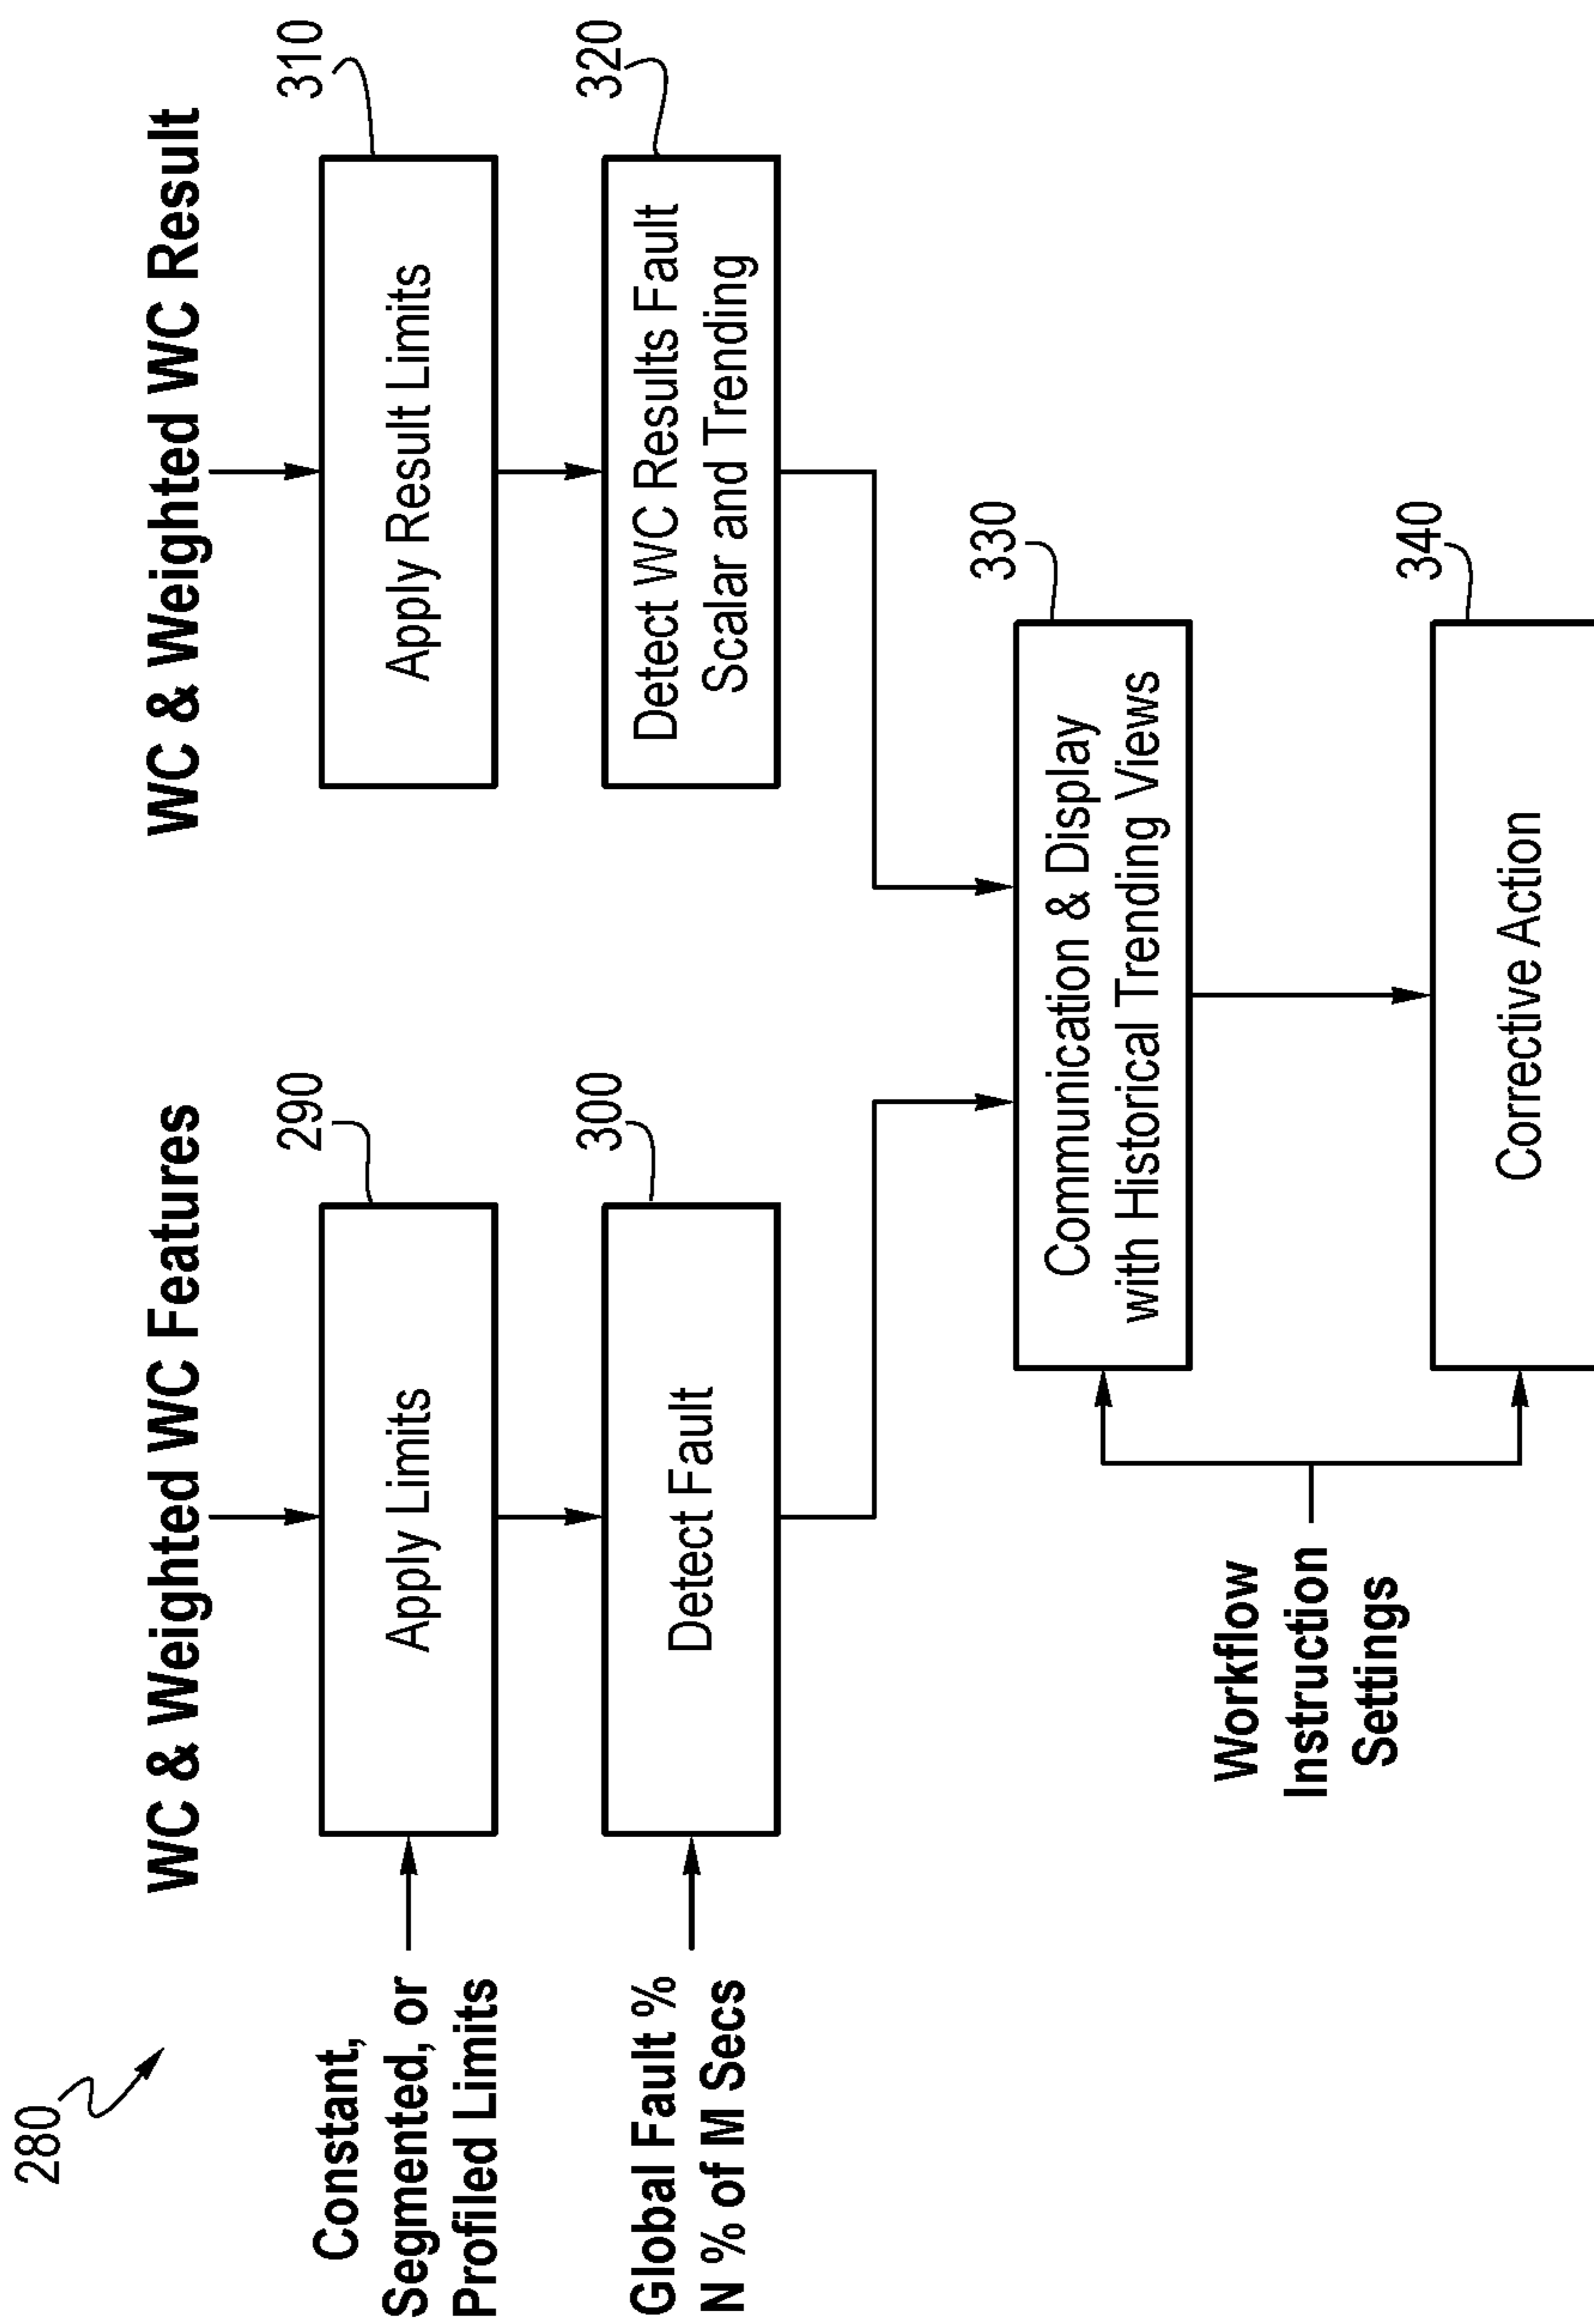 280
WC & Weighted WC Features
WC & Weighted WC Result
Constant,
Segmented, or
Profiled Limits
Apply Limits
290
Apply Result Limits
310
Global Fault %
N % of M Secs
Detect Fault
300
Detect WC Results Fault
Scalar and Trending
320
Communication & Display
with Historical Trending Views
330
Workflow
Instruction
Settings
Corrective Action
340